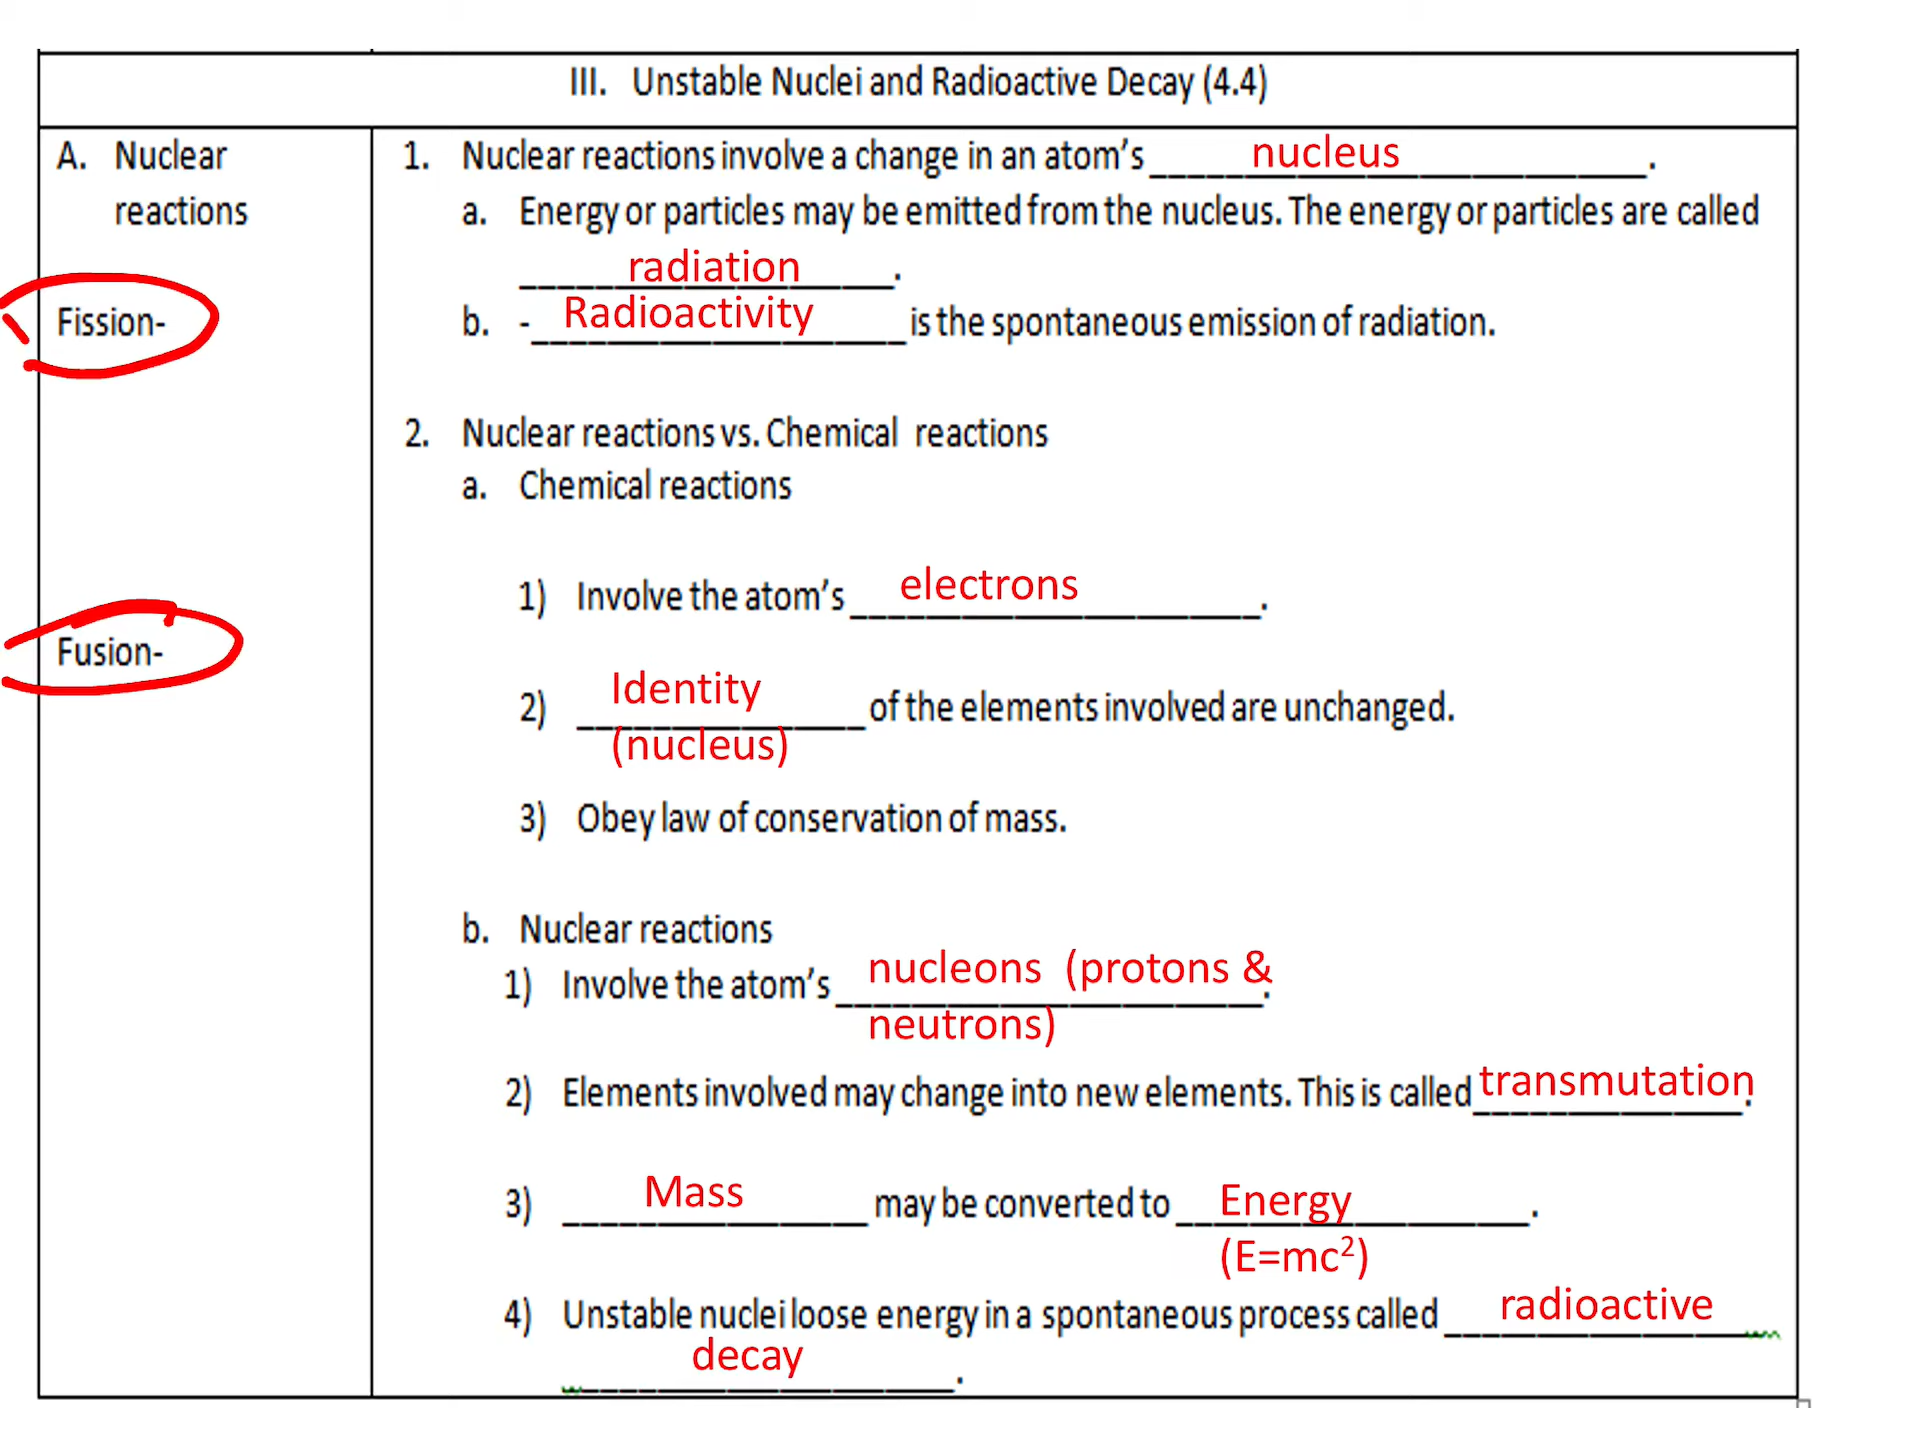 III. Unstable Nuclei and Radioactive Decay (4.4)
A. Nuclear
reactions
Fission-
Fusion-
1. Nuclear reactions involve a change in an atom's nucleus.
a. Energy or particles may be emitted from the nucleus. The energy or particles are called
radiation.
b. - Radioactivity is the spontaneous emission of radiation.
2. Nuclear reactions vs. Chemical reactions
a. Chemical reactions
1) Involve the atom's electrons.
2) Identity of the elements involved are unchanged.
(nucleus)
3) Obey law of conservation of mass.
b. Nuclear reactions
1) Involve the atom's nucleons (protons &.
neutrons)
2) Elements involved may change into new elements. This is called transmutation.
3) Mass may be converted to Energy.
(E=mc²)
4) Unstable nuclei loose energy in a spontaneous process called radioactive
decay.